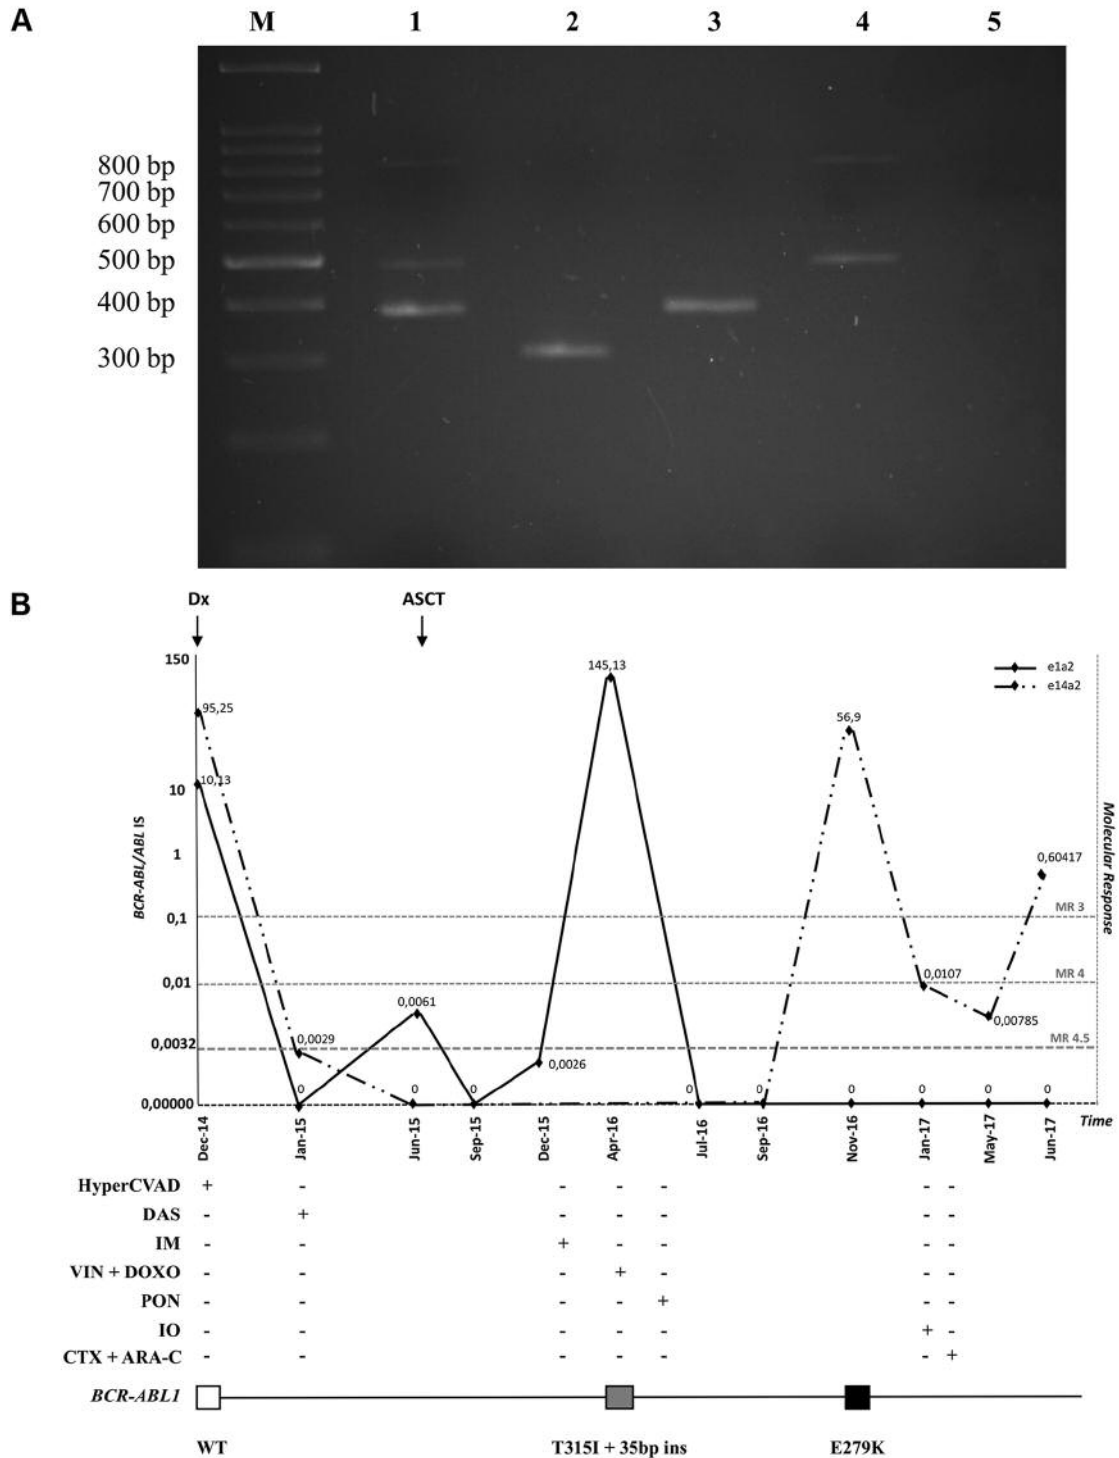 A
M 1 2 3 4 5
800 bp
700 bp
600 bp
500 bp
400 bp
300 bp
B
Dx ASCT
150
10
1
0,1
0,01
0,0032
0,00000
BCR-ABL/ABL IS
e1a2
e14a2
95,25
10,13
0,0029
0
0,0061
0
0
0,0026
145,13
0
0
56,9
0
0,0107
0
0,00785
0
0,60417
0
MR 3
MR 4
MR 4.5
Molecular Response
Time
Dec-14 Jan-15 Jun-15 Sep-15 Dec-15 Apr-16 Jul-16 Sep-16 Nov-16 Jan-17 May-17 Jun-17
HyperCVAD + - - - - - -
DAS - + - - - - -
IM - - + - - - -
VIN + DOXO - - - + - - -
PON - - - - + - -
IO - - - - - + -
CTX + ARA-C - - - - - - +
BCR-ABL1
WT T315I + 35bp ins E279K